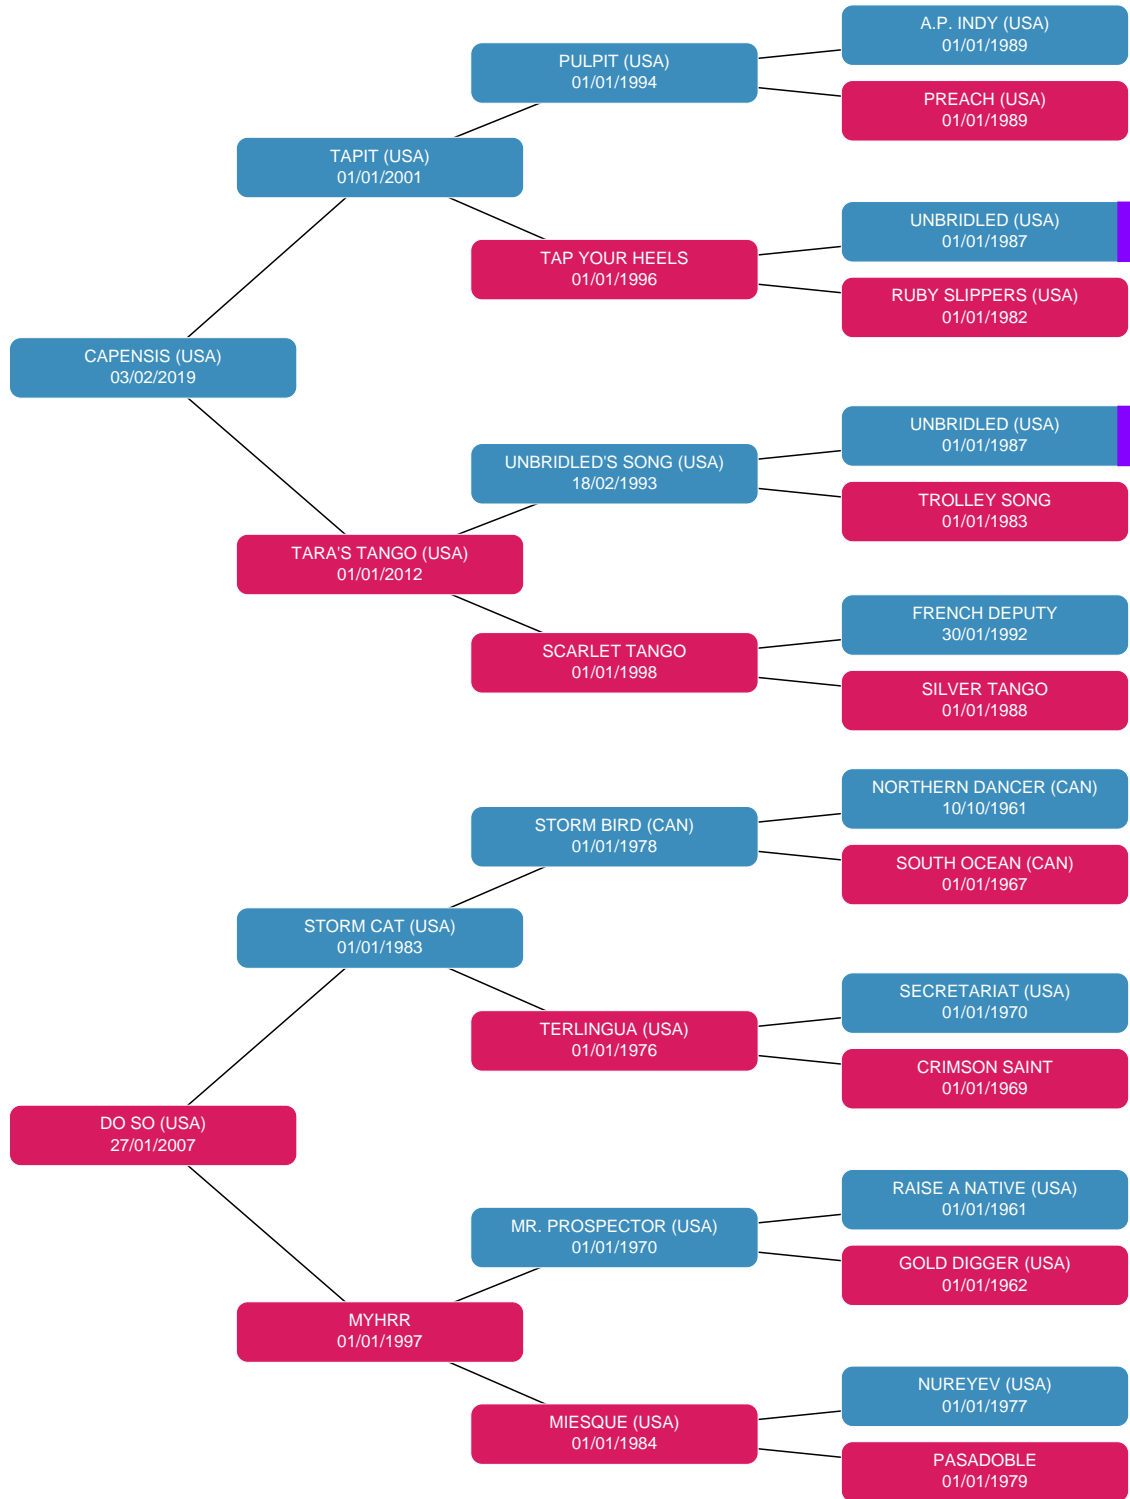 A.P. INDY (USA)
01/01/1989
PULPIT (USA)
01/01/1994
PREACH (USA)
01/01/1989
TAPIT (USA)
01/01/2001
UNBRIDLED (USA)
01/01/1987
TAP YOUR HEELS
01/01/1996
RUBY SLIPPERS (USA)
01/01/1982
CAPENSIS (USA)
03/02/2019
UNBRIDLED (USA)
01/01/1987
UNBRIDLED'S SONG (USA)
18/02/1993
TROLLEY SONG
01/01/1983
TARA'S TANGO (USA)
01/01/2012
FRENCH DEPUTY
30/01/1992
SCARLET TANGO
01/01/1998
SILVER TANGO
01/01/1988
NORTHERN DANCER (CAN)
10/10/1961
STORM BIRD (CAN)
01/01/1978
SOUTH OCEAN (CAN)
01/01/1967
STORM CAT (USA)
01/01/1983
SECRETARIAT (USA)
01/01/1970
TERLINGUA (USA)
01/01/1976
CRIMSON SAINT
01/01/1969
DO SO (USA)
27/01/2007
RAISE A NATIVE (USA)
01/01/1961
MR. PROSPECTOR (USA)
01/01/1970
GOLD DIGGER (USA)
01/01/1962
MYHRR
01/01/1997
NUREYEV (USA)
01/01/1977
MIESQUE (USA)
01/01/1984
PASADOBLE
01/01/1979